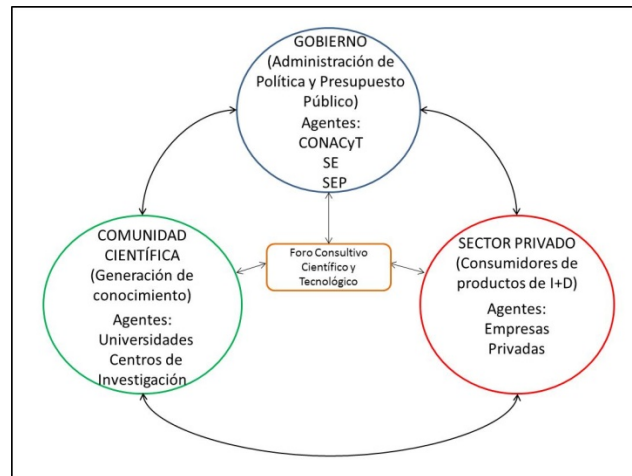 GOBIERNO
(Administración de
Política y Presupuesto
Público)
Agentes:
CONACyT
SE
SEP
COMUNIDAD
CIENTÍFICA
(Generación de
conocimiento)
Agentes:
Universidades
Centros de
Investigación
Foro Consultivo
Científico y
Tecnológico
SECTOR PRIVADO
(Consumidores de
productos de I+D)
Agentes:
Empresas
Privadas